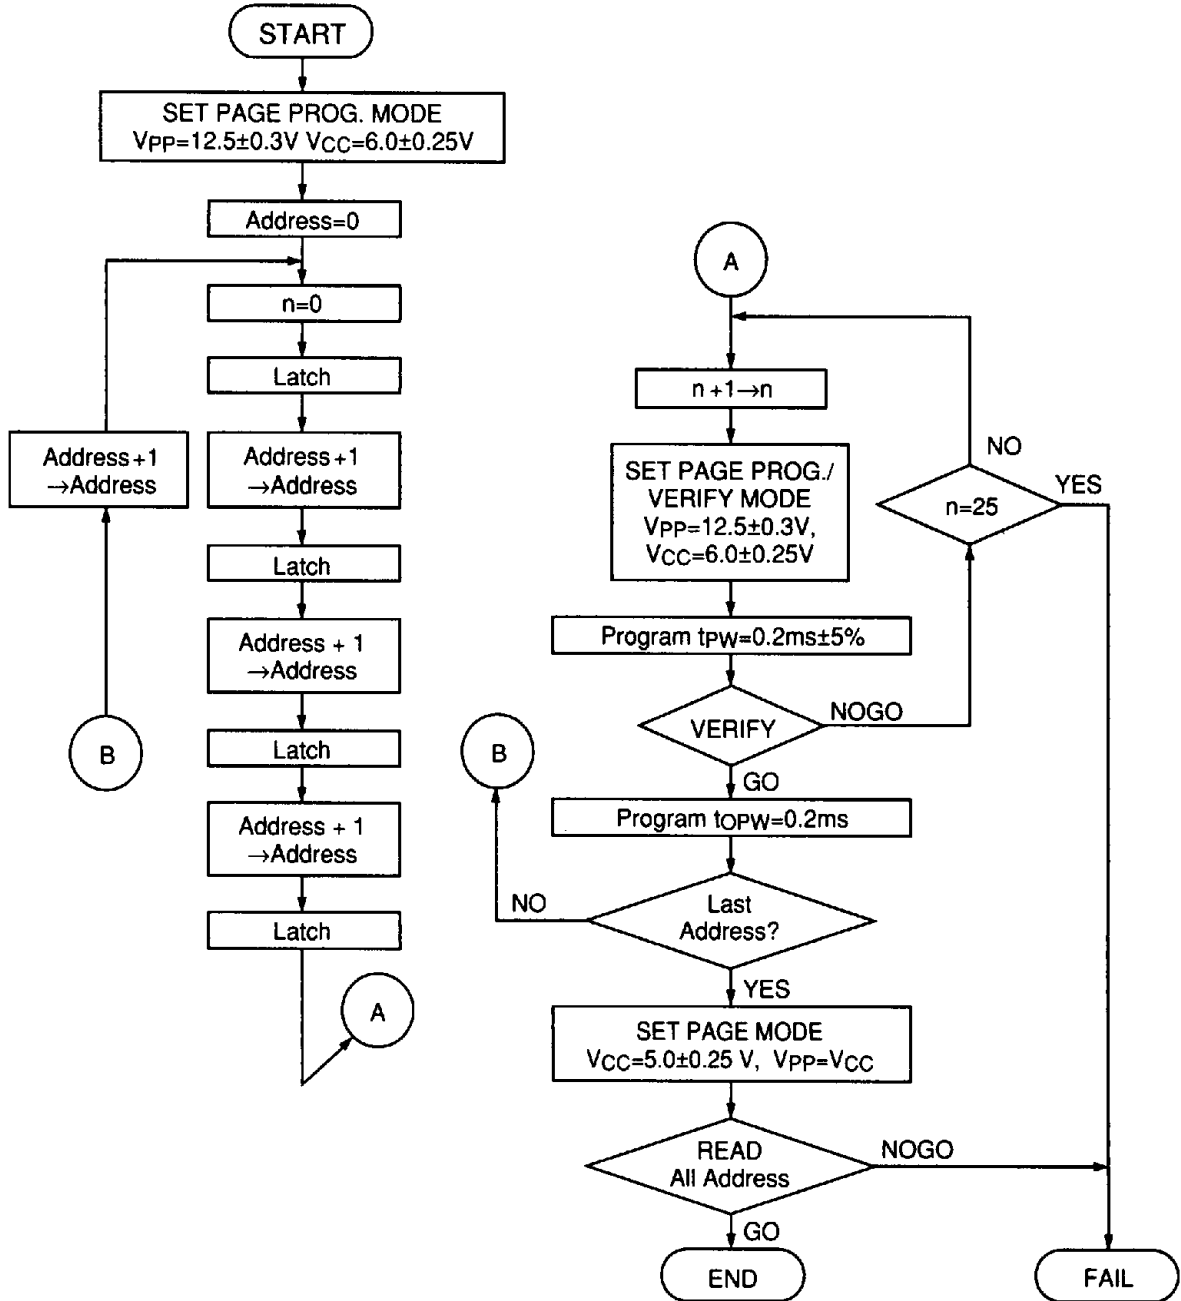 START
SET PAGE PROG. MODE
VPP=12.5±0.3V VCC=6.0±0.25V
Address=0
n=0
Latch
Address+1
→Address
Address+1
→Address
Latch
Address + 1
→Address
B
Latch
Address + 1
→Address
Latch
A
A
n+1→n
SET PAGE PROG./
VERIFY MODE
VPP=12.5±0.3V,
VCC=6.0±0.25V
NO
YES
n=25
Program tPW=0.2ms±5%
VERIFY
NOGO
B
GO
Program tOPW=0.2ms
NO
Last
Address?
YES
SET PAGE MODE
VCC=5.0±0.25 V, VPP=VCC
READ
All Address
NOGO
GO
END
FAIL